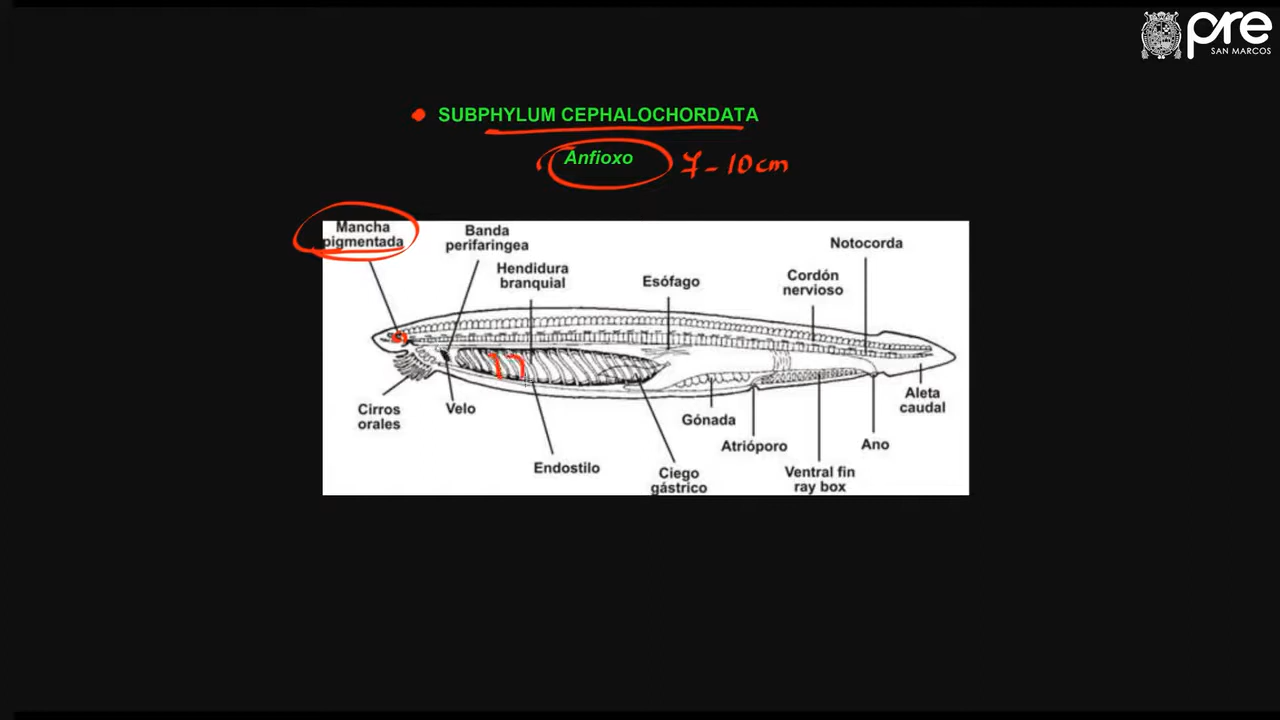 pre
SAN MARCOS
SUBPHYLUM CEPHALOCHORDATA
Anfioxo
7-10cm
Mancha
pigmentada
Banda
perifaringea
Hendidura
branquial
Esófago
Cordón
nervioso
Notocorda
Cirros
orales
Velo
Endostilo
Ciego
gástrico
Gónada
Atrióporo
Ventral fin
ray box
Ano
Aleta
caudal